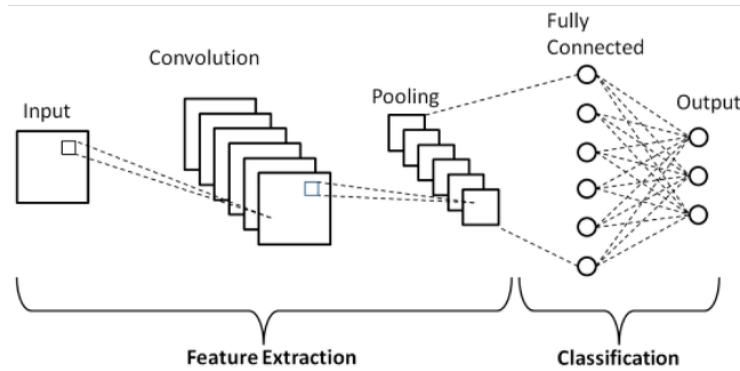 Input
Convolution
Pooling
Fully
Connected
Output
Feature Extraction
Classification